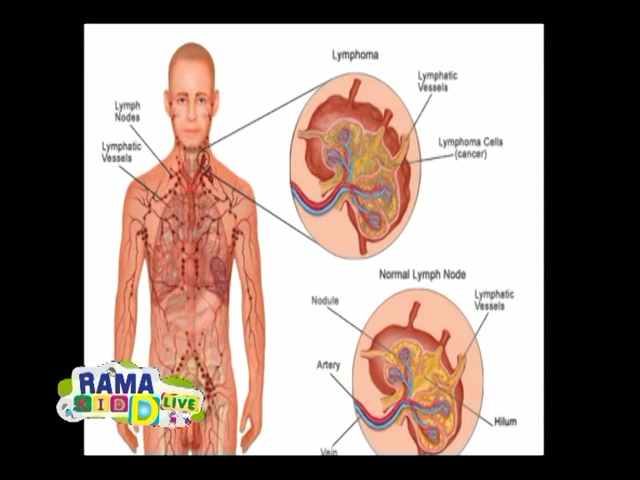 Lymphoma
Lymphatic
Vessels
Lymph
Nodes
Lymphatic
Vessels
Lymphoma Cells
(cancer)
Normal Lymph Node
Nodule
Lymphatic
Vessels
Artery
Hilum
Vein
RAMA
KIDD
LIVE